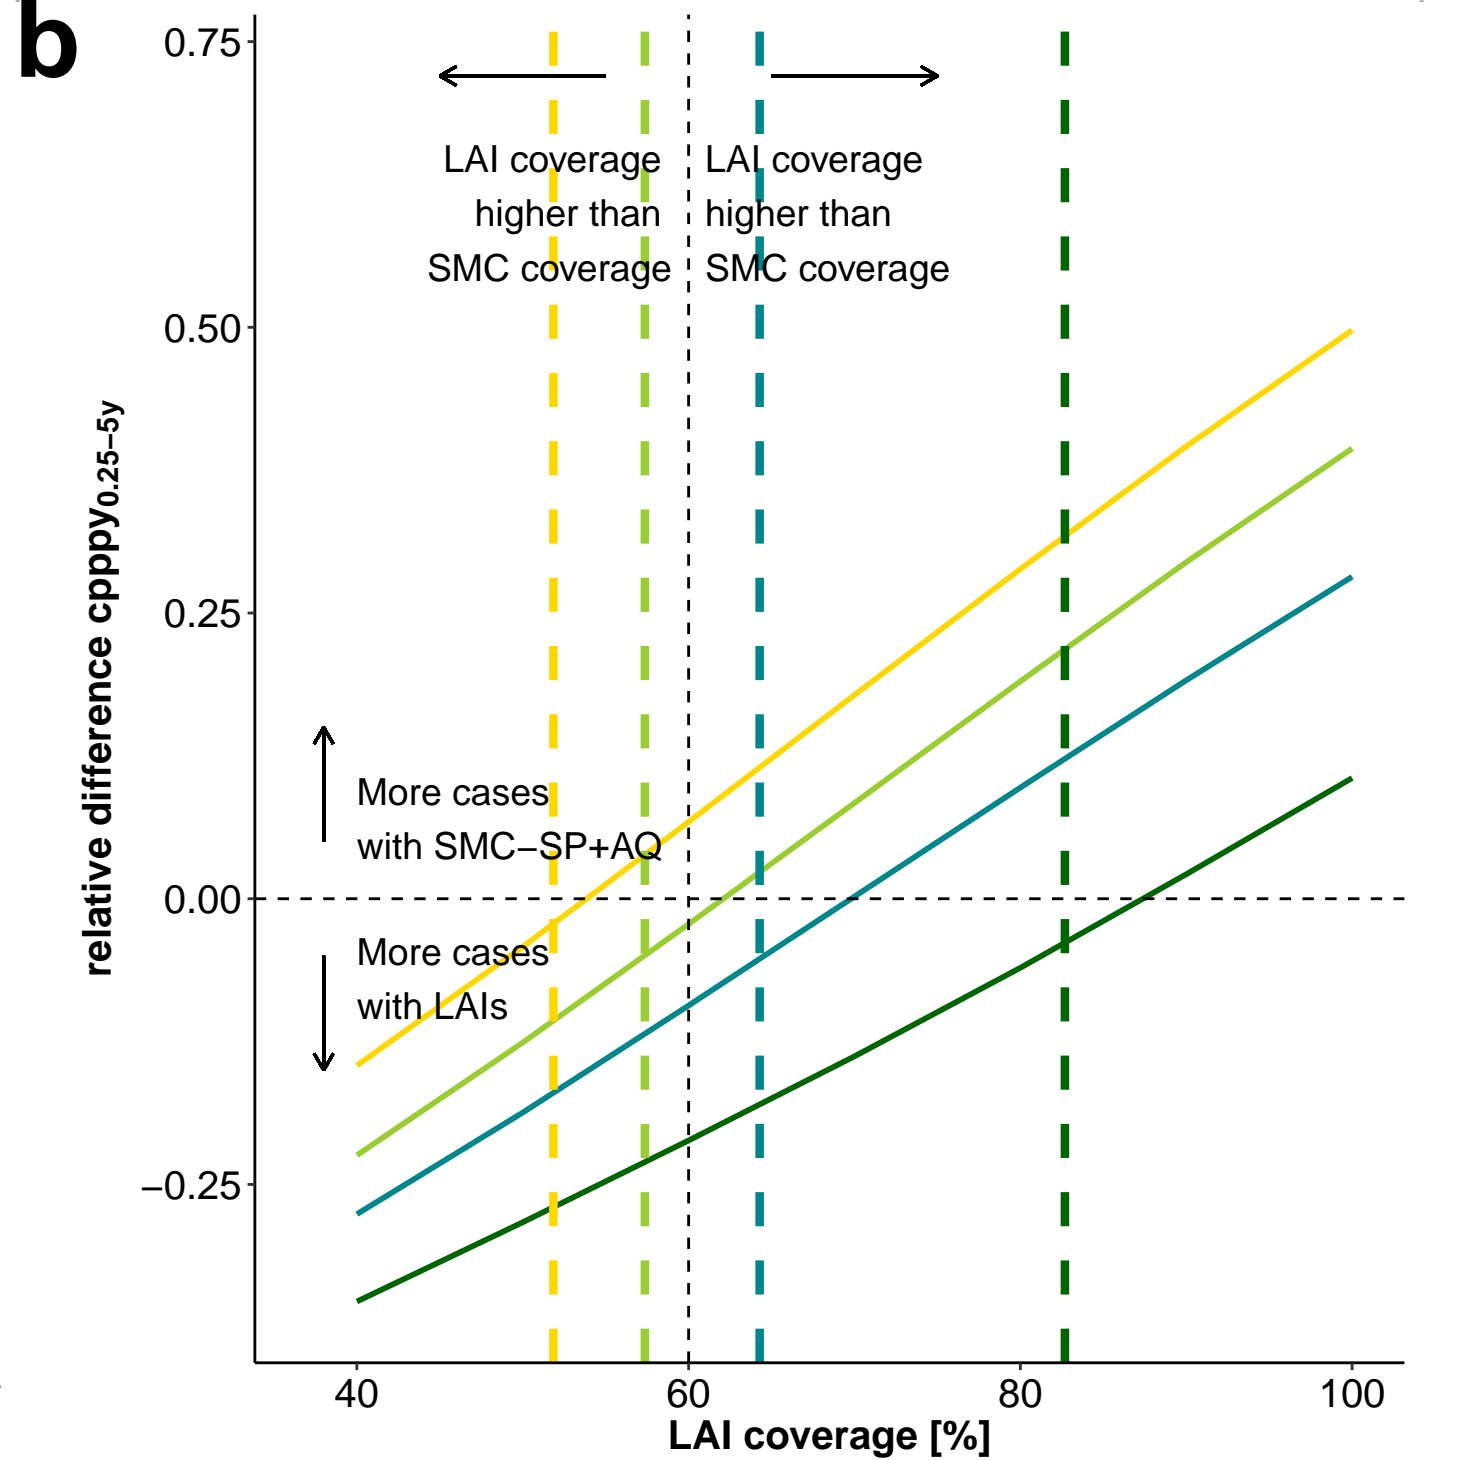 b
0.75
0.50
0.25
0.00
−0.25
LAI coverage
higher than
SMC coverage
LAI coverage
higher than
SMC coverage
More cases
with SMC−SP+AQ
More cases
with LAIs
relative difference cpppy0.25−5y
40
60
80
100
LAI coverage [%]